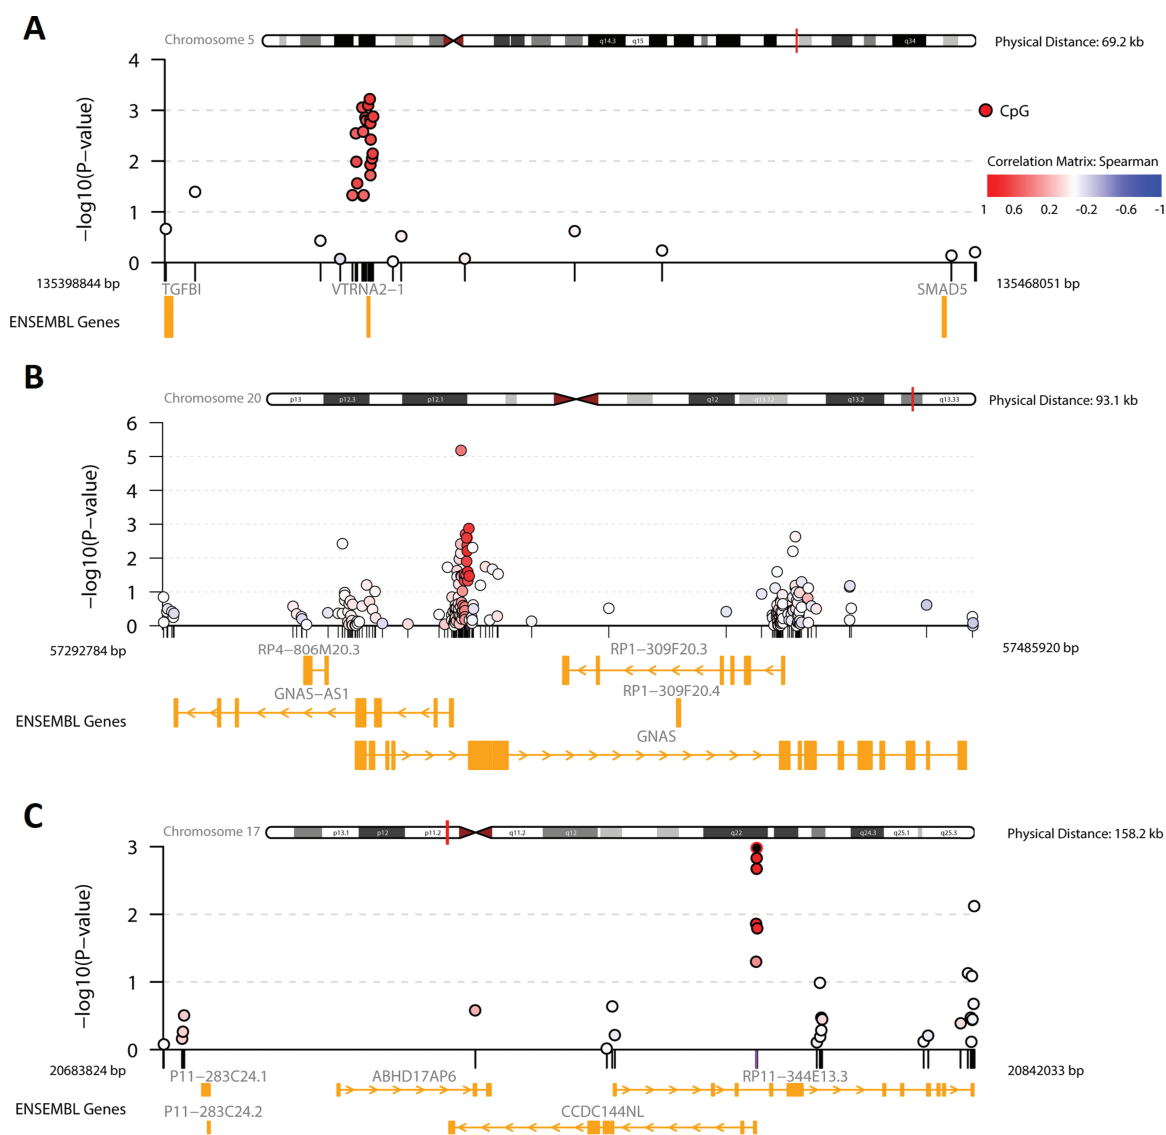 A
Chromosome 5
q14.3 q15 q34
Physical Distance: 69.2 kb
4
3
2
1
0
−log10(P−value)
CpG
Correlation Matrix: Spearman
1 0.6 0.2 -0.2 -0.6 -1
135398844 bp
135468051 bp
TGFBI VTRNA2−1 SMAD5
ENSEMBL Genes
B
Chromosome 20
p13 p12.3 p12.1 q12 q13.12 q13.2 q13.33
Physical Distance: 93.1 kb
6
5
4
3
2
1
0
−log10(P−value)
57292784 bp
57485920 bp
RP4−806M20.3 RP1−309F20.3
GNAS−AS1 RP1−309F20.4
ENSEMBL Genes
GNAS
C
Chromosome 17
p13.1 p12 p11.2 q11.2 q12 q22 q24.3 q25.1 q25.3
Physical Distance: 158.2 kb
3
2
1
0
−log10(P−value)
20683824 bp
20842033 bp
P11−283C24.1 ABHD17AP6 RP11−344E13.3
ENSEMBL Genes
P11−283C24.2 CCDC144NL